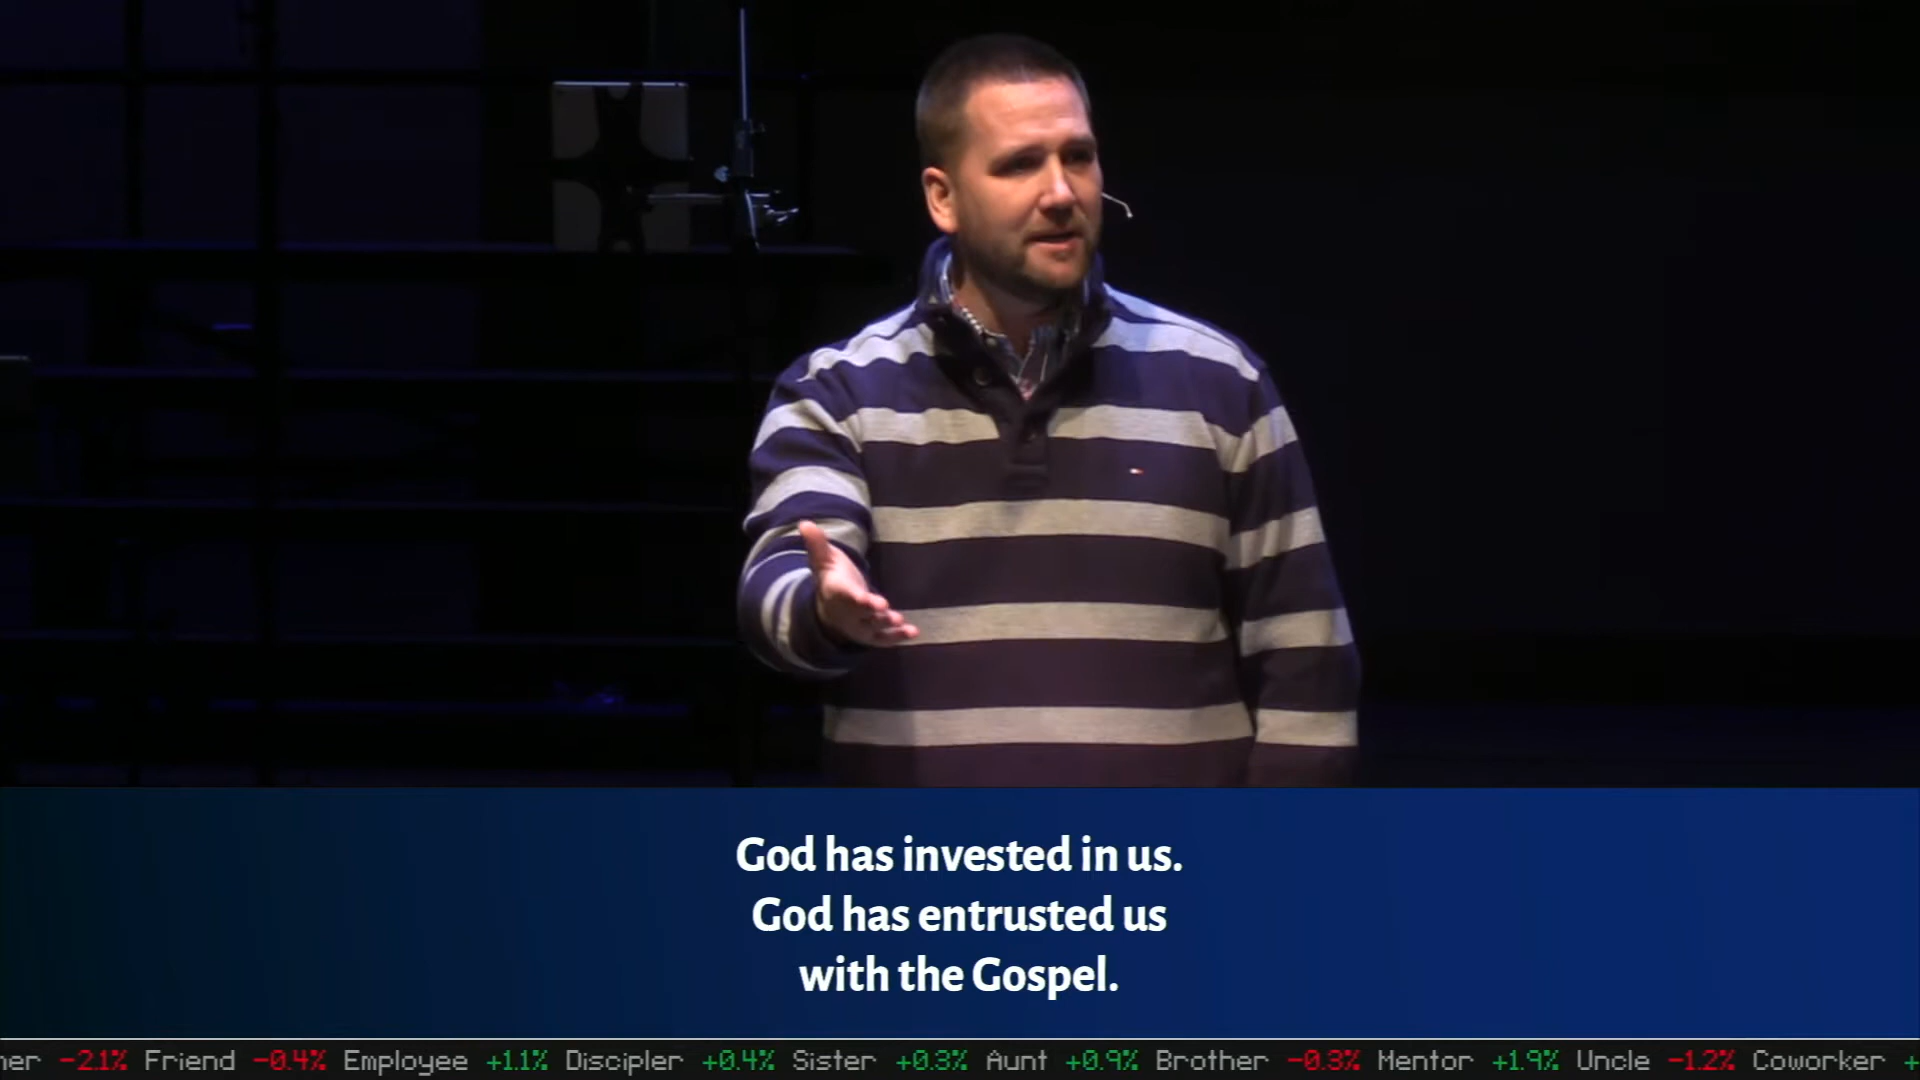 God has invested in us.
God has entrusted us
with the Gospel.
-2.1% Friend -0.4% Employee +1.1% Discipler +0.4% Sister +0.3% Aunt +0.9% Brother -0.3% Mentor +1.9% Uncle -1.2% Coworker +